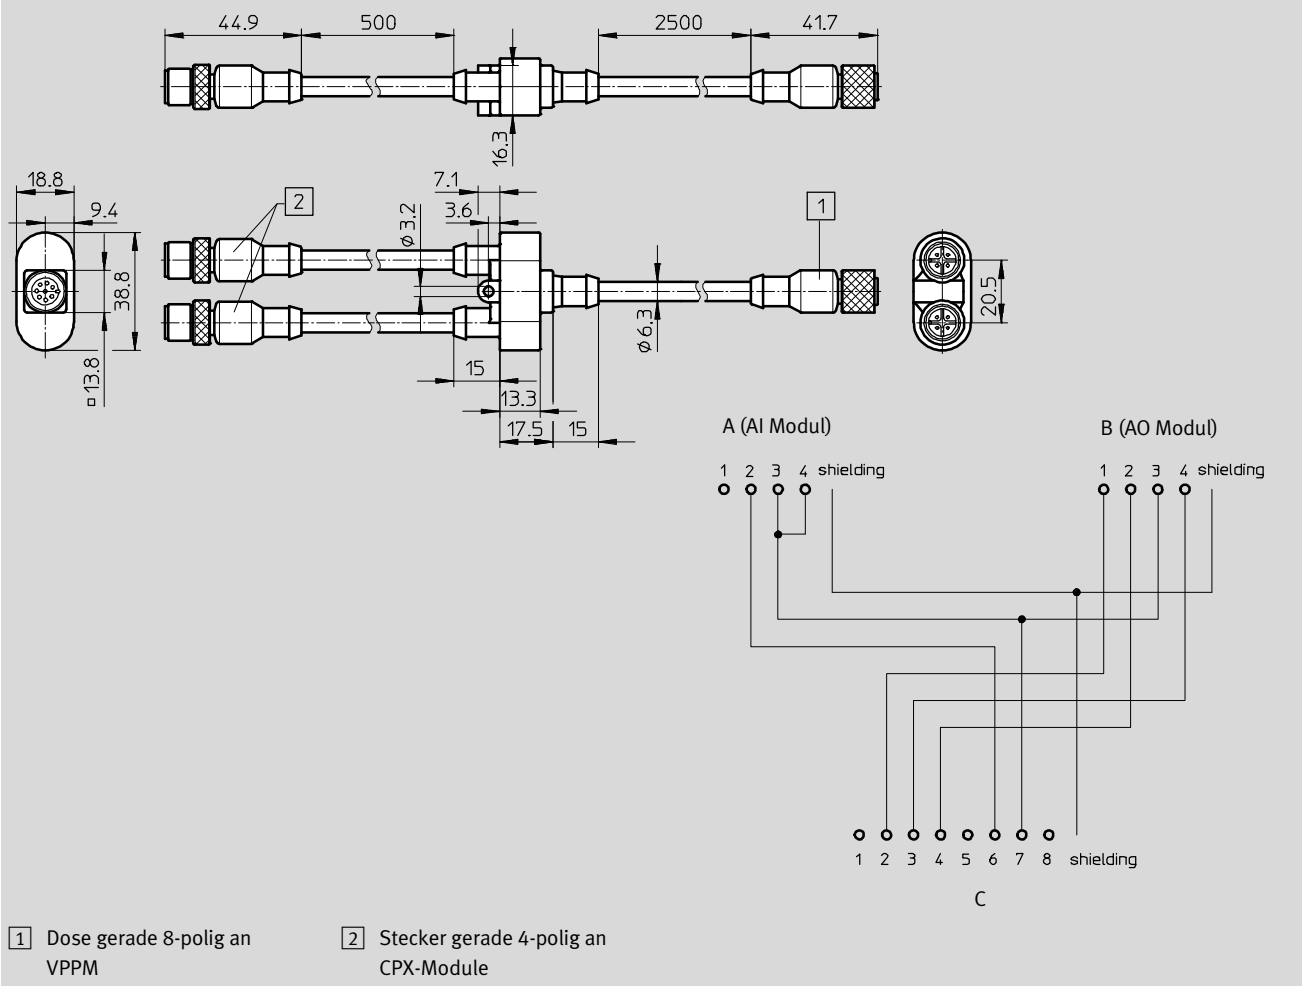 44.9 500 2500 41.7
16.3
18.8
9.4
38.8
□13.8
2
7.1
3.6
ø 3.2
1
ø 6.3
20.5
15
13.3
17.5 15
A (AI Modul) B (AO Modul)
1 2 3 4 shielding 1 2 3 4 shielding
1 2 3 4 5 6 7 8 shielding
C
1 Dose gerade 8-polig an
VPPM
2 Stecker gerade 4-polig an
CPX-Module